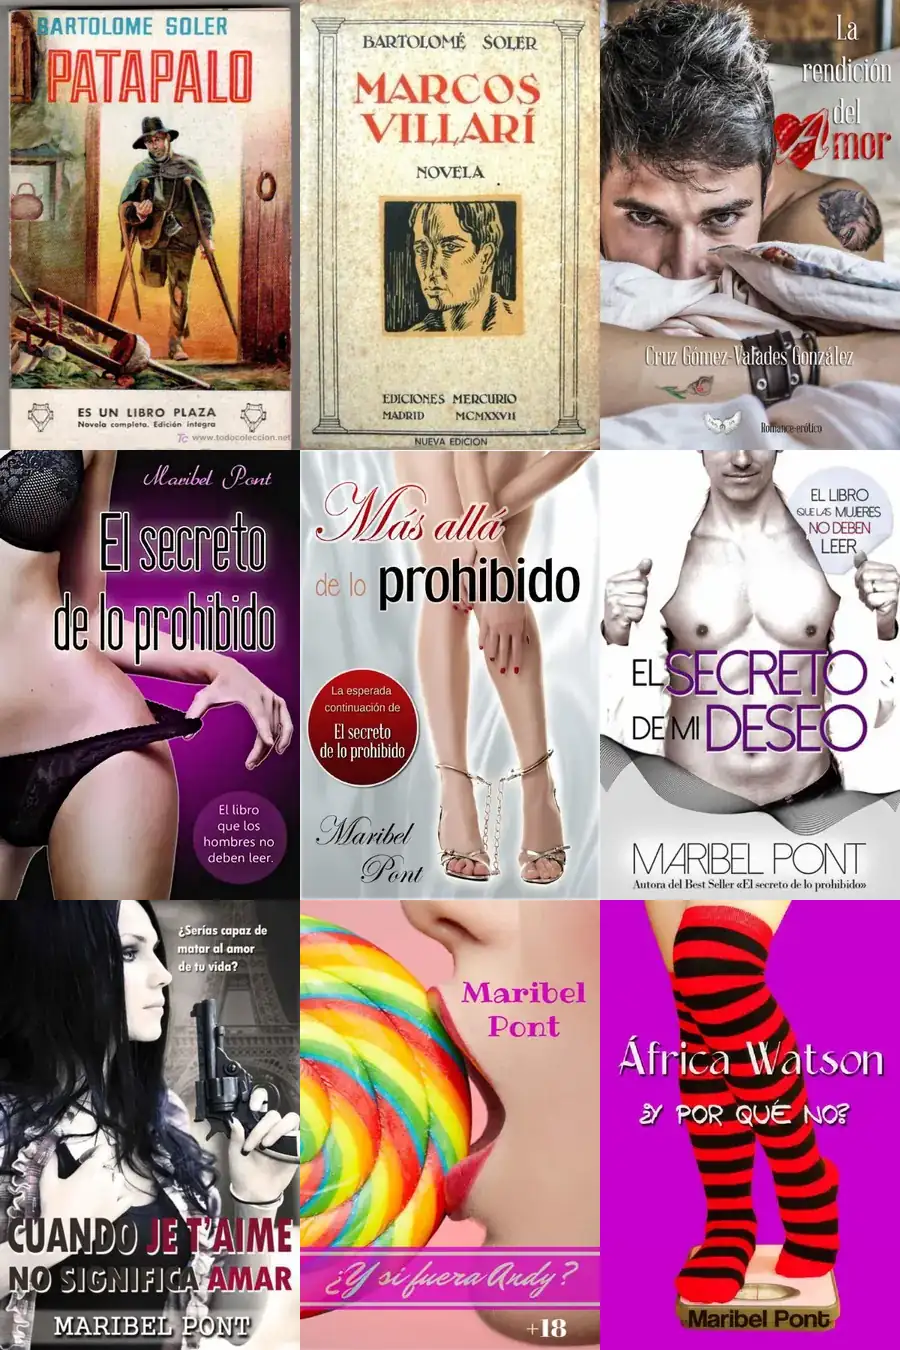 BARTOLOME SOLER
PATAPALO
ES UN LIBRO PLAZA
Novela completa. Edición íntegra
TC www.todocoleccion.net
BARTOLOMÉ SOLER
MARCOS
VILLARÍ
NOVELA
EDICIONES MERCURIO
MADRID MCMXXVII
NUEVA EDICION
La
rendición
del
Amor
Cruz Gómez-Valades González
Romance-erótico
Maribel Pont
El secreto
de lo prohibido
El libro
que los
hombres no
deben leer.
Más allá
de lo prohibido
La esperada
continuación de
El secreto
de lo prohibido
Maribel
Pont
EL LIBRO
QUE LAS MUJERES
NO DEBEN
LEER
EL SECRETO
DE MI DESEO
MARIBEL PONT
Autora del Best Seller «El secreto de lo prohibido»
¿Serías capaz de
matar al amor
de tu vida?
CUANDO JE T'AIME
NO SIGNIFICA AMAR
MARIBEL PONT
Maribel
Pont
¿Y si fuera Andy?
+18
África Watson
¿Y POR QUÉ NO?
Maribel Pont